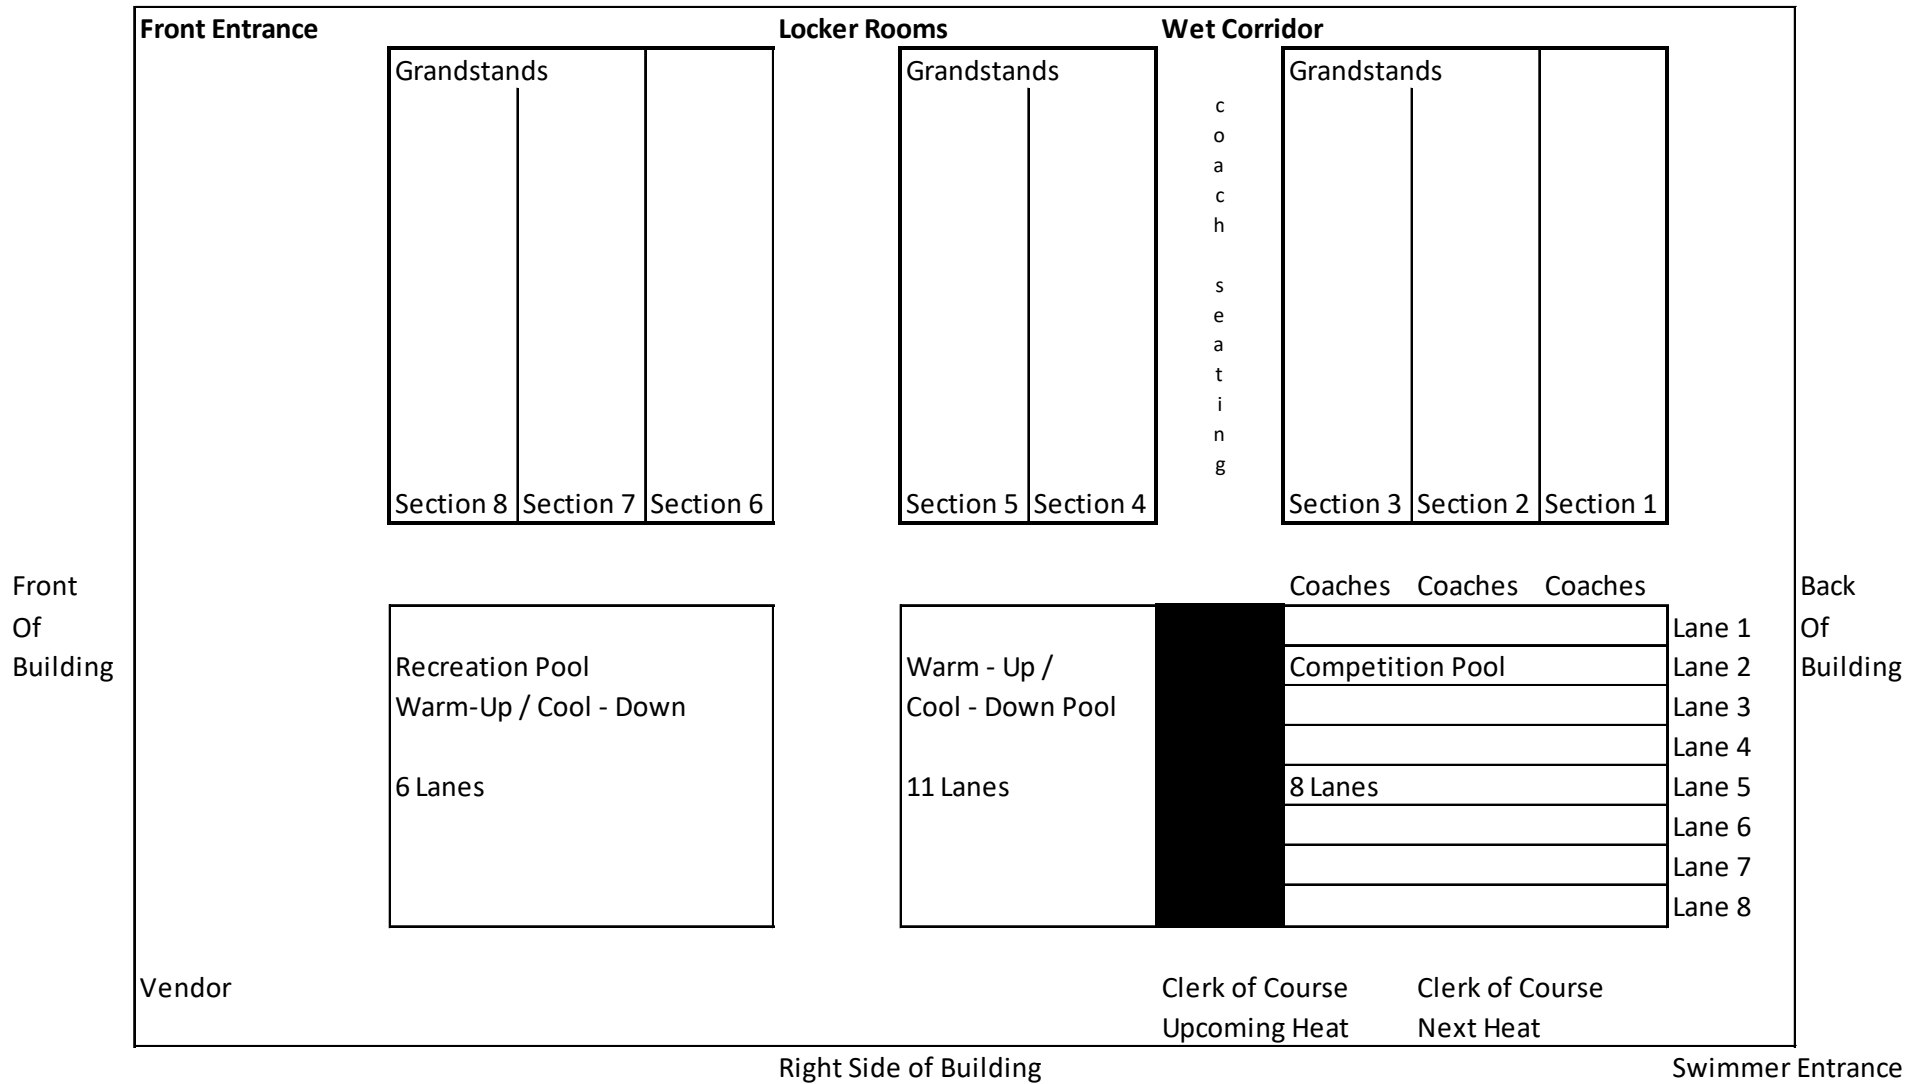 Front Entrance Locker Rooms Wet Corridor
Grandstands Grandstands Grandstands
c
o
a
c
h
s
e
a
t
i
n
g
Section 8 Section 7 Section 6 Section 5 Section 4 Section 3 Section 2 Section 1
Front Coaches Coaches Coaches Back
Of Lane 1 Of
Building Recreation Pool Warm - Up / Competition Pool Lane 2 Building
Warm-Up / Cool - Down Cool - Down Pool Lane 3
Lane 4
6 Lanes 11 Lanes 8 Lanes Lane 5
Lane 6
Lane 7
Lane 8
Vendor Clerk of Course Clerk of Course
Upcoming Heat Next Heat
Right Side of Building Swimmer Entrance